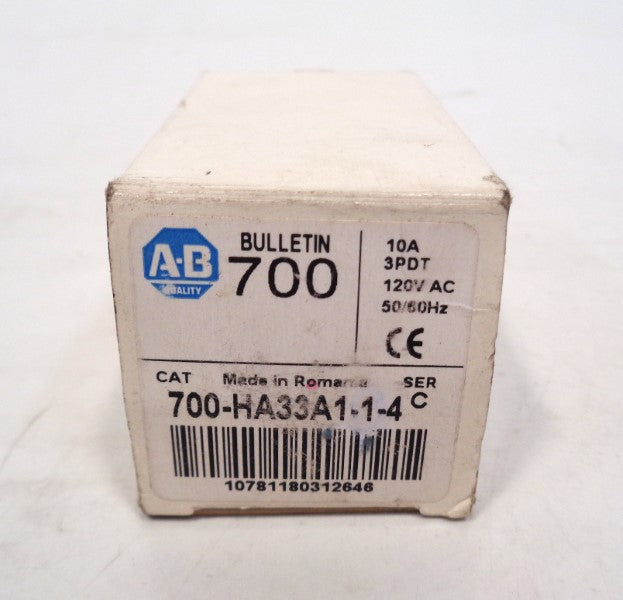 A-B
QUALITY
BULLETIN
700
10A
3PDT
120V AC
50/60Hz
CE
CAT Made in Romania SER
700-HA33A1-1-4 C
10781180312646